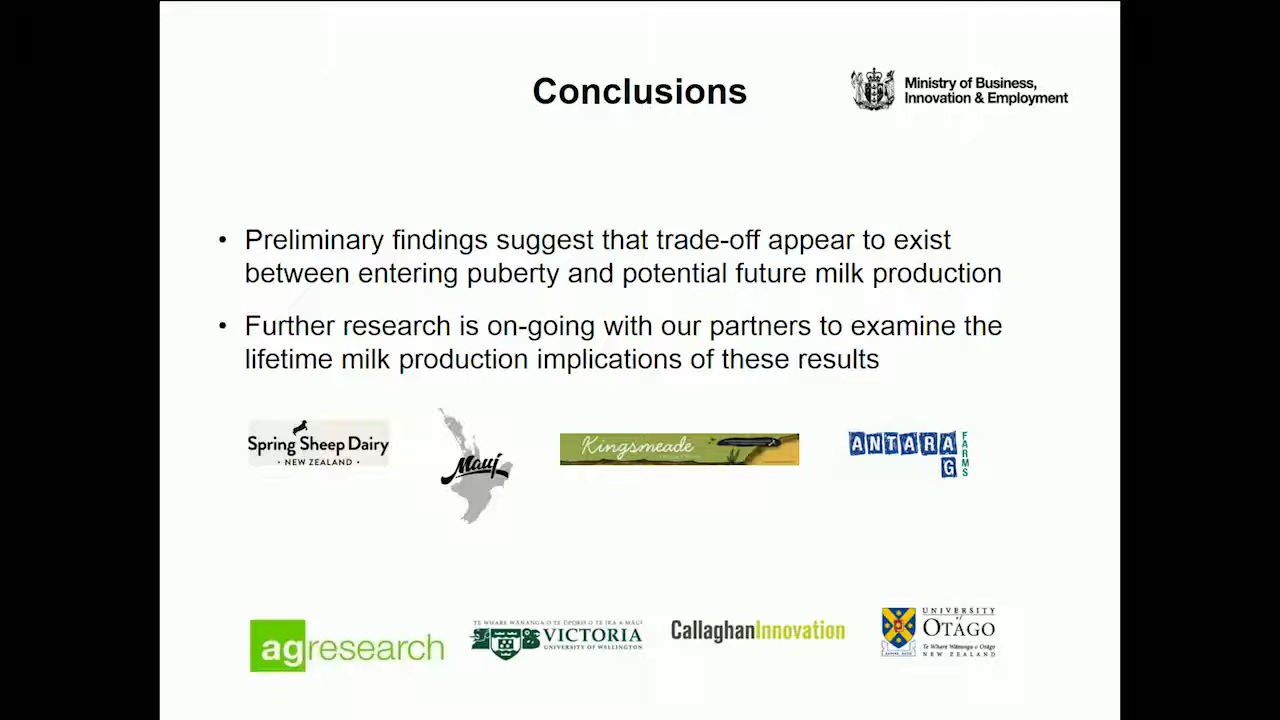 Conclusions
Ministry of Business,
Innovation & Employment
• Preliminary findings suggest that trade-off appear to exist
between entering puberty and potential future milk production
• Further research is on-going with our partners to examine the
lifetime milk production implications of these results
Spring Sheep Dairy
· NEW ZEALAND ·
Maui
Kingsmeade
ANTARA
AG
FARMS
agresearch
TE WHARE WĀNANGA O TE ŪPOKO O TE IKA A MĀUI
VICTORIA
UNIVERSITY OF WELLINGTON
CallaghanInnovation
UNIVERSITY
of
OTAGO
Te Whare Wānanga o Otāgo
NEW ZEALAND